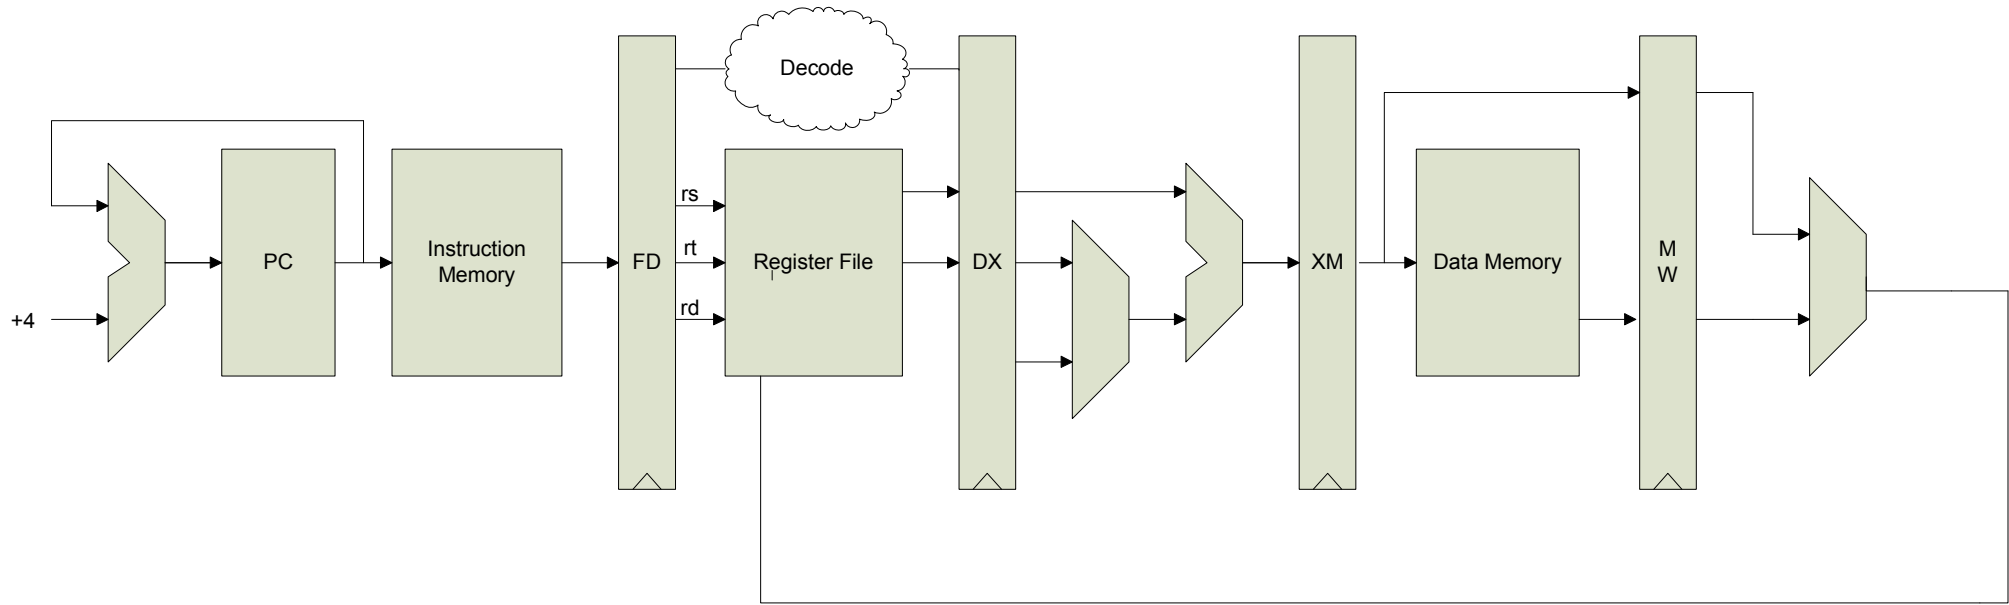 Decode
rs
rt
rd
+4
PC
Instruction
Memory
FD
Register File
DX
XM
Data Memory
M
W